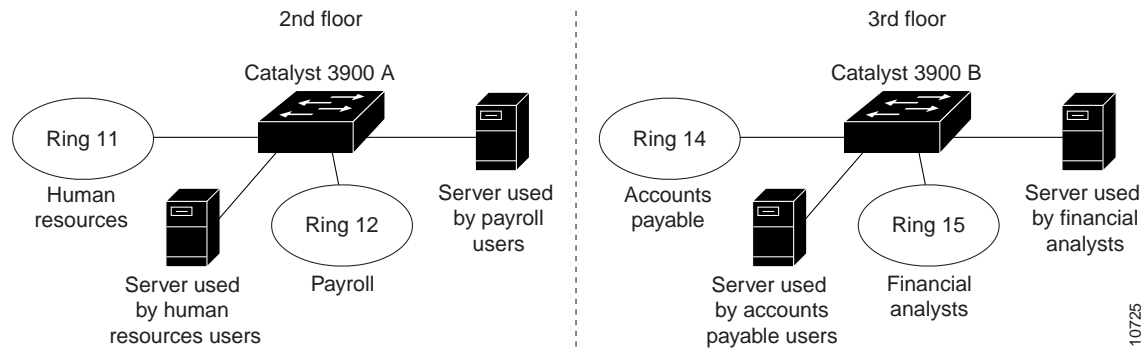 2nd floor
3rd floor
Catalyst 3900 A
Catalyst 3900 B
Ring 11
Human
resources
Server used
by human
resources users
Ring 12
Payroll
Server used
by payroll
users
Ring 14
Accounts
payable
Server used
by accounts
payable users
Ring 15
Financial
analysts
Server used
by financial
analysts
10725